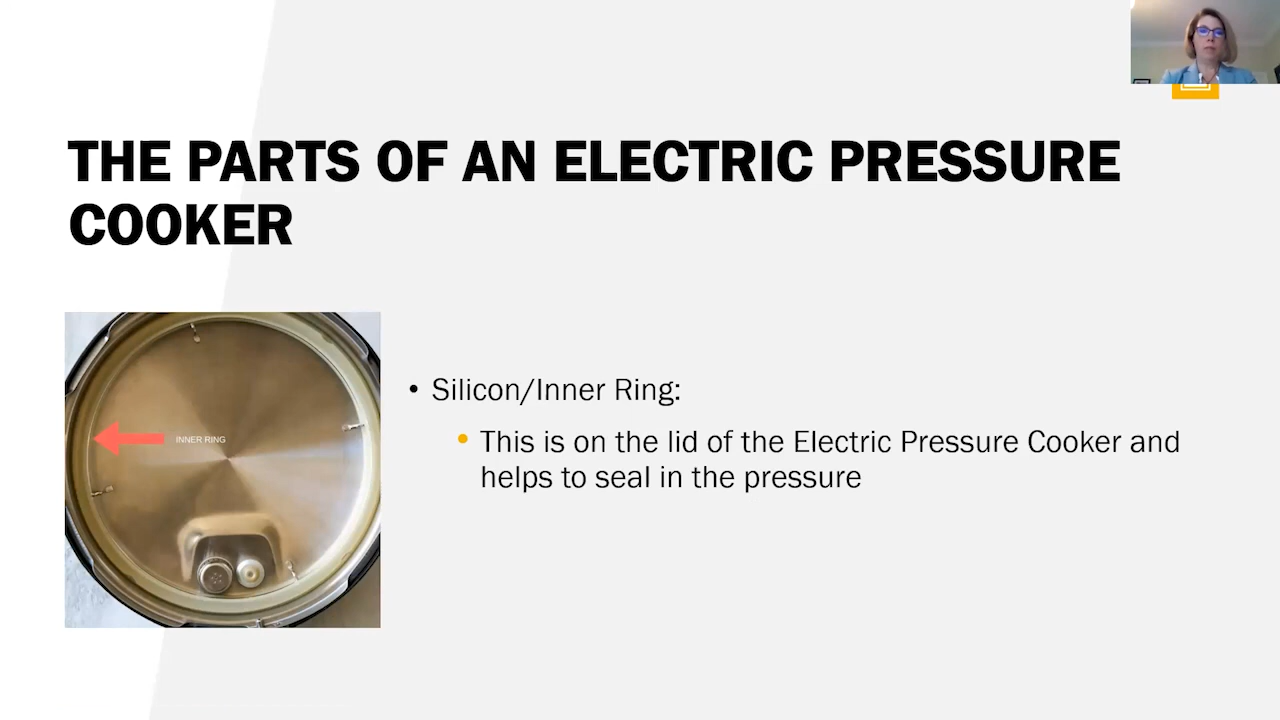 THE PARTS OF AN ELECTRIC PRESSURE
COOKER
INNER RING
• Silicon/Inner Ring:
• This is on the lid of the Electric Pressure Cooker and
helps to seal in the pressure